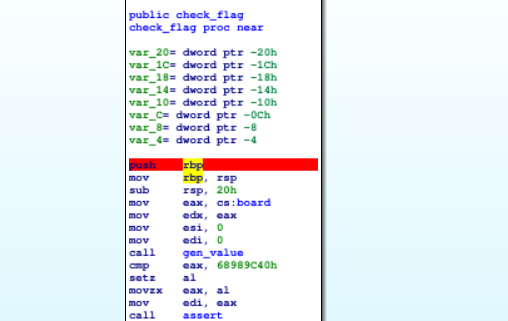 public check_flag
check_flag proc near
var_20= dword ptr -20h
var_1C= dword ptr -1Ch
var_18= dword ptr -18h
var_14= dword ptr -14h
var_10= dword ptr -10h
var_C= dword ptr -0Ch
var_8= dword ptr -8
var_4= dword ptr -4
push rbp
mov rbp, rsp
sub rsp, 20h
mov eax, cs:board
mov edx, eax
mov esi, 0
mov edi, 0
call gen_value
cmp eax, 68989C40h
setz al
movzx eax, al
mov edi, eax
call assert